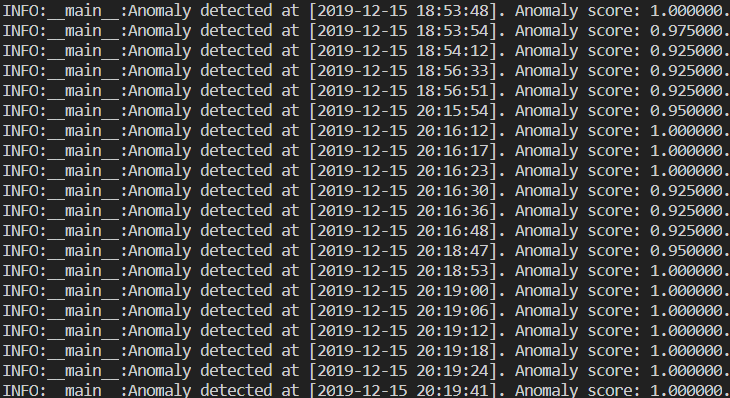 INFO:__main__:Anomaly detected at [2019-12-15 18:53:48]. Anomaly score: 1.000000.
INFO:__main__:Anomaly detected at [2019-12-15 18:53:54]. Anomaly score: 0.975000.
INFO:__main__:Anomaly detected at [2019-12-15 18:54:12]. Anomaly score: 0.925000.
INFO:__main__:Anomaly detected at [2019-12-15 18:56:33]. Anomaly score: 0.925000.
INFO:__main__:Anomaly detected at [2019-12-15 18:56:51]. Anomaly score: 0.925000.
INFO:__main__:Anomaly detected at [2019-12-15 20:15:54]. Anomaly score: 0.950000.
INFO:__main__:Anomaly detected at [2019-12-15 20:16:12]. Anomaly score: 1.000000.
INFO:__main__:Anomaly detected at [2019-12-15 20:16:17]. Anomaly score: 1.000000.
INFO:__main__:Anomaly detected at [2019-12-15 20:16:23]. Anomaly score: 1.000000.
INFO:__main__:Anomaly detected at [2019-12-15 20:16:30]. Anomaly score: 0.925000.
INFO:__main__:Anomaly detected at [2019-12-15 20:16:36]. Anomaly score: 0.925000.
INFO:__main__:Anomaly detected at [2019-12-15 20:16:48]. Anomaly score: 0.925000.
INFO:__main__:Anomaly detected at [2019-12-15 20:18:47]. Anomaly score: 0.950000.
INFO:__main__:Anomaly detected at [2019-12-15 20:18:53]. Anomaly score: 1.000000.
INFO:__main__:Anomaly detected at [2019-12-15 20:19:00]. Anomaly score: 1.000000.
INFO:__main__:Anomaly detected at [2019-12-15 20:19:06]. Anomaly score: 1.000000.
INFO:__main__:Anomaly detected at [2019-12-15 20:19:12]. Anomaly score: 1.000000.
INFO:__main__:Anomaly detected at [2019-12-15 20:19:18]. Anomaly score: 1.000000.
INFO:__main__:Anomaly detected at [2019-12-15 20:19:24]. Anomaly score: 1.000000.
INFO:__main__:Anomaly detected at [2019-12-15 20:19:41]. Anomaly score: 1.000000.